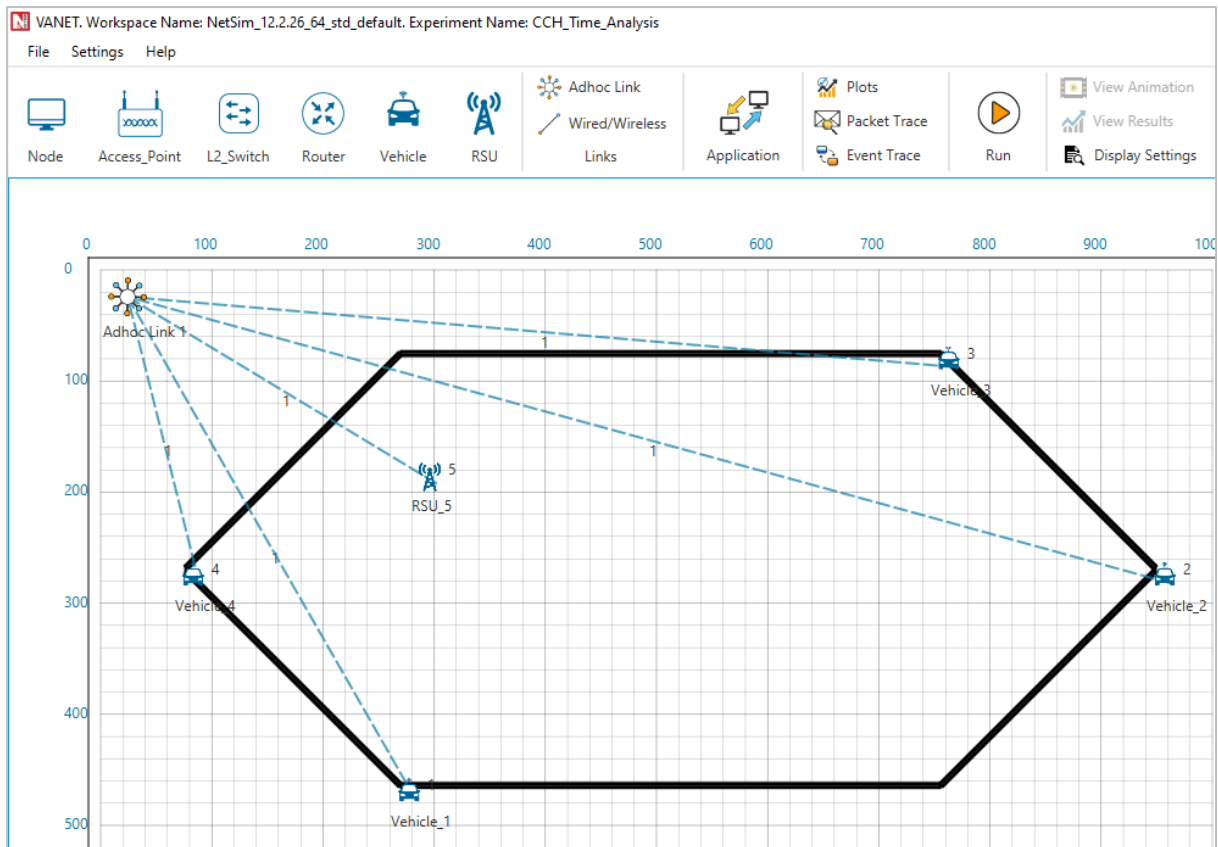 VANET. Workspace Name: NetSim_12.2.26_64_std_default. Experiment Name: CCH_Time_Analysis
File Settings Help
Node
Access_Point
L2_Switch
Router
Vehicle
RSU
Adhoc Link
Wired/Wireless
Links
Application
Plots
Packet Trace
Event Trace
Run
View Animation
View Results
Display Settings
0 100 200 300 400 500 600 700 800 900 100
0
100
200
300
400
500
Adhoc Link 1
1
1
1
1
1
3
Vehicle_3
5
RSU_5
4
Vehicle_4
2
Vehicle_2
1
Vehicle_1